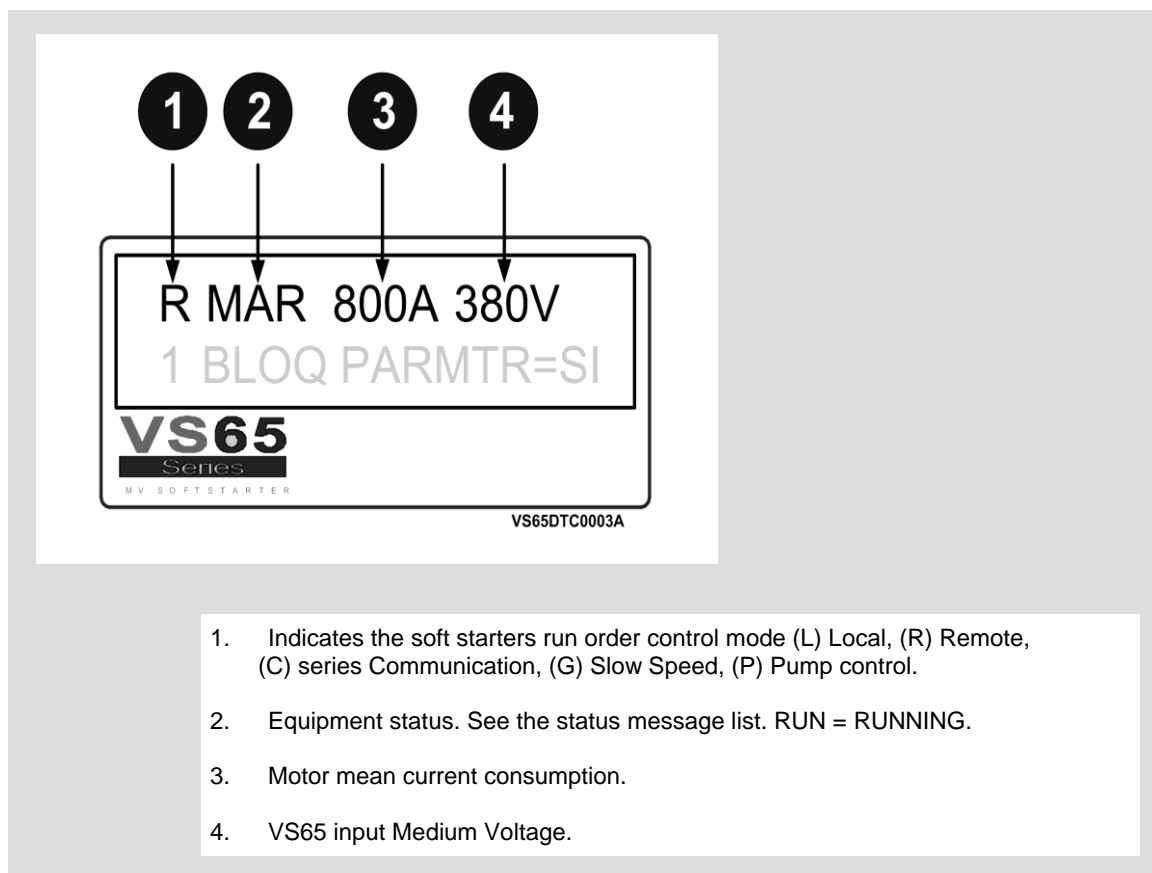 1 2 3 4
R MAR 800A 380V
1 BLOQ PARMTR=SI
VS65
Series
MV SOFTSTARTER
VS65DTC0003A
1. Indicates the soft starters run order control mode (L) Local, (R) Remote,
(C) series Communication, (G) Slow Speed, (P) Pump control.
2. Equipment status. See the status message list. RUN = RUNNING.
3. Motor mean current consumption.
4. VS65 input Medium Voltage.